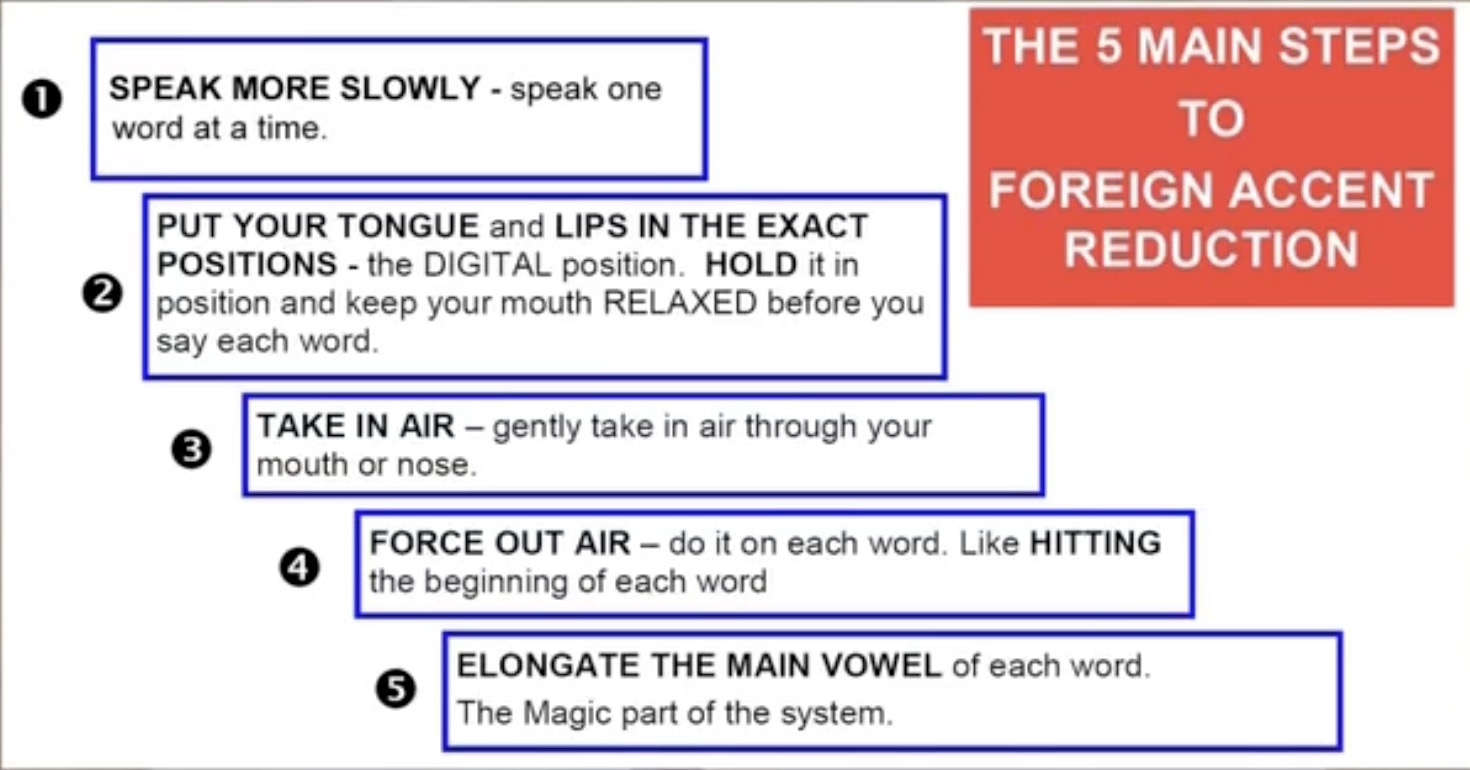 THE 5 MAIN STEPS
TO
FOREIGN ACCENT
REDUCTION
❶
SPEAK MORE SLOWLY - speak one
word at a time.
❷
PUT YOUR TONGUE and LIPS IN THE EXACT
POSITIONS - the DIGITAL position. HOLD it in
position and keep your mouth RELAXED before you
say each word.
❸
TAKE IN AIR – gently take in air through your
mouth or nose.
❹
FORCE OUT AIR – do it on each word. Like HITTING
the beginning of each word
❺
ELONGATE THE MAIN VOWEL of each word.
The Magic part of the system.